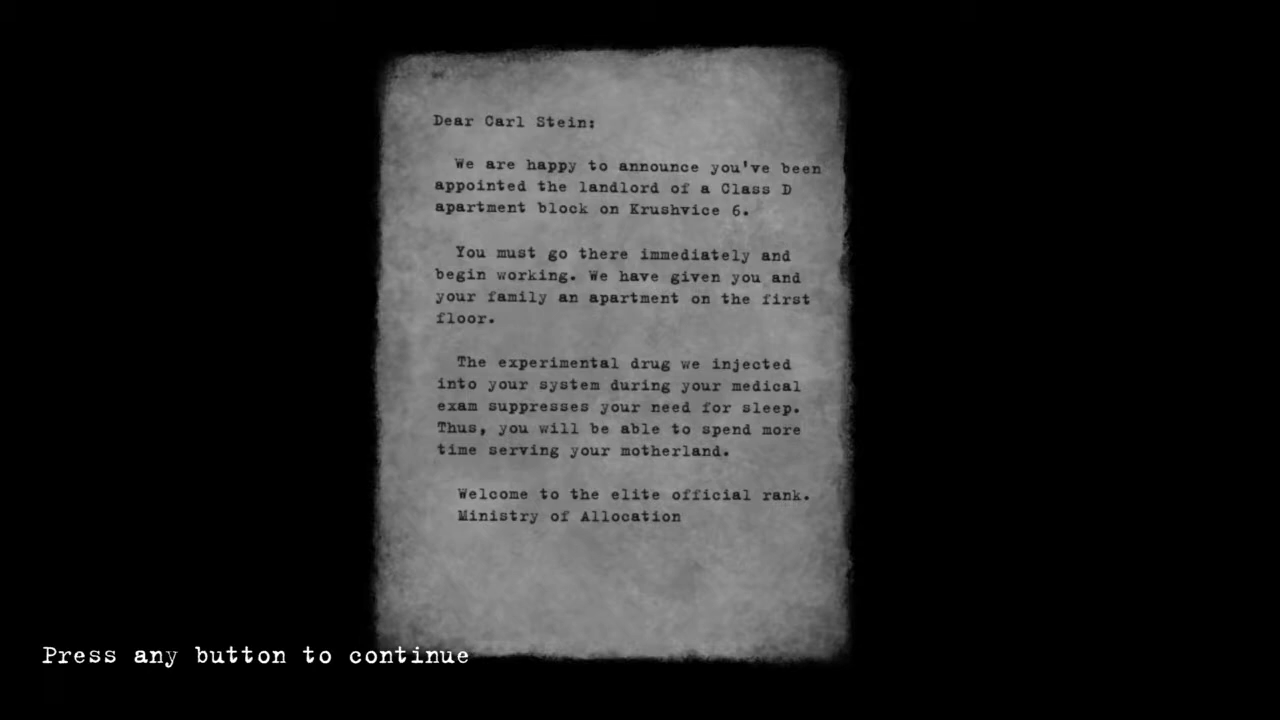 Dear Carl Stein:
We are happy to announce you've been
appointed the landlord of a Class D
apartment block on Krushvice 6.
You must go there immediately and
begin working. We have given you and
your family an apartment on the first
floor.
The experimental drug we injected
into your system during your medical
exam suppresses your need for sleep.
Thus, you will be able to spend more
time serving your motherland.
Welcome to the elite official rank.
Ministry of Allocation
Press any button to continue